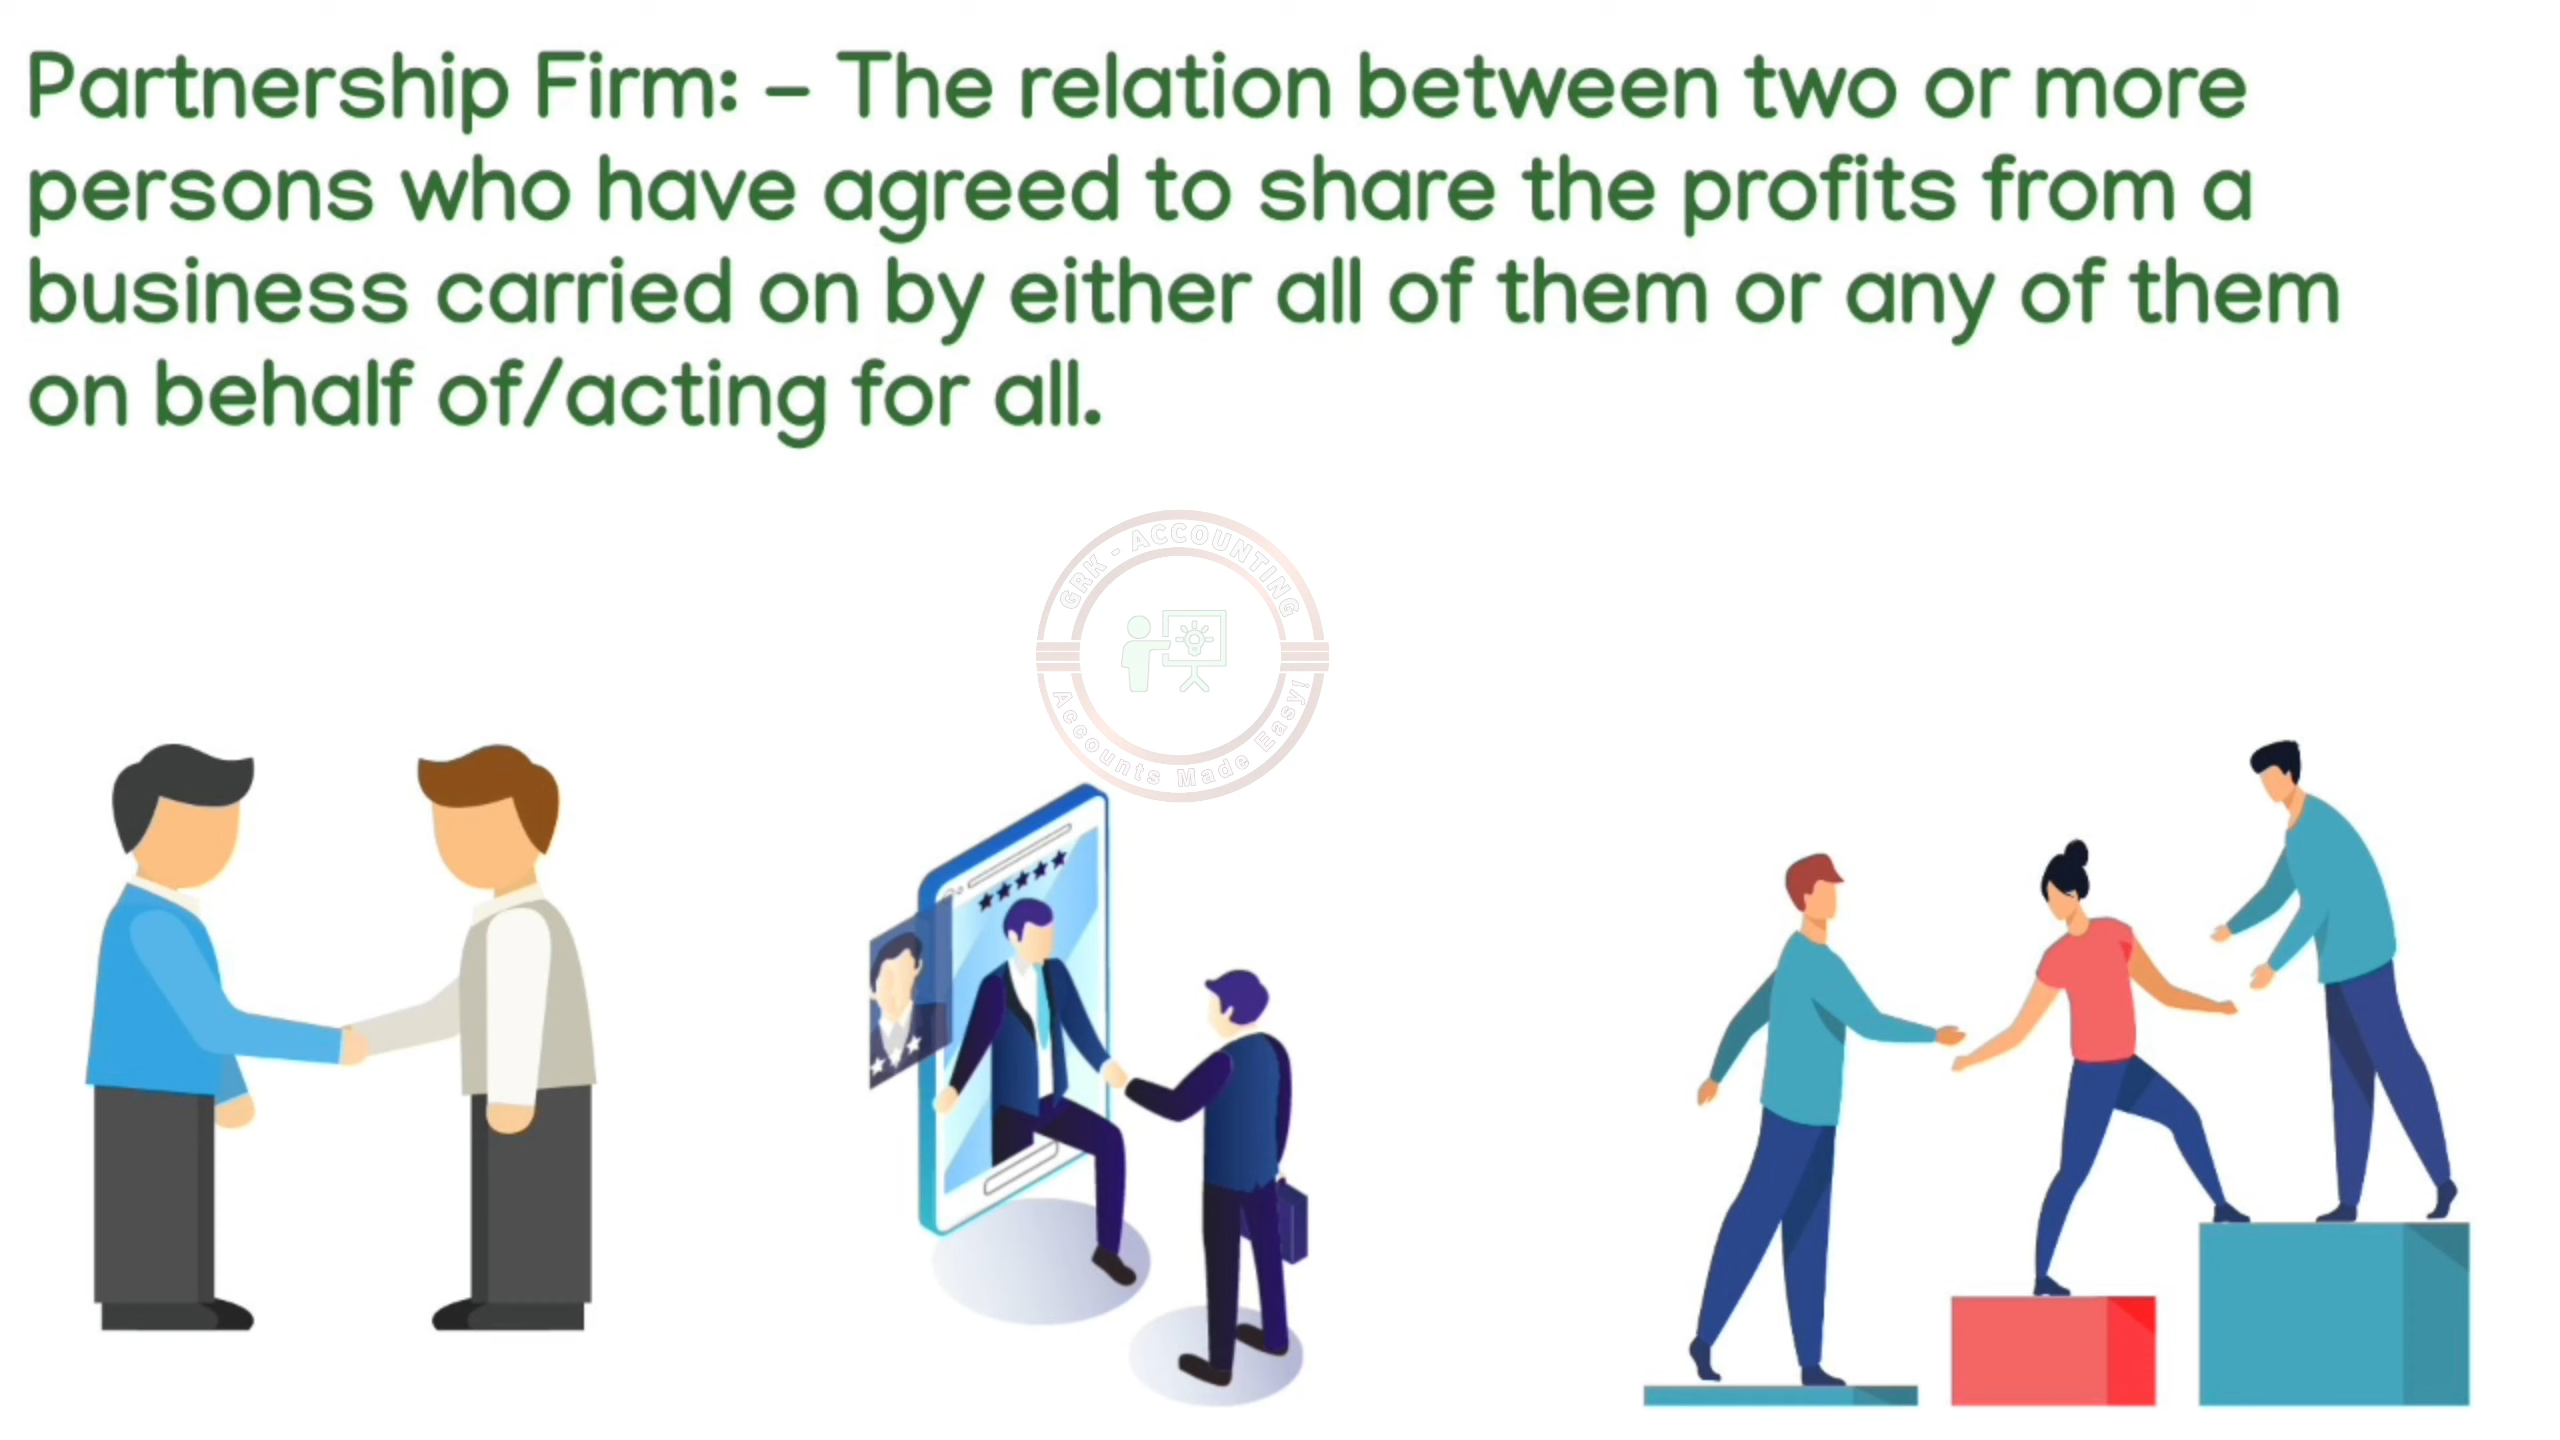 Partnership Firm: – The relation between two or more
persons who have agreed to share the profits from a
business carried on by either all of them or any of them
on behalf of/acting for all.
GRK - ACCOUNTING
Accounts Made Easy!